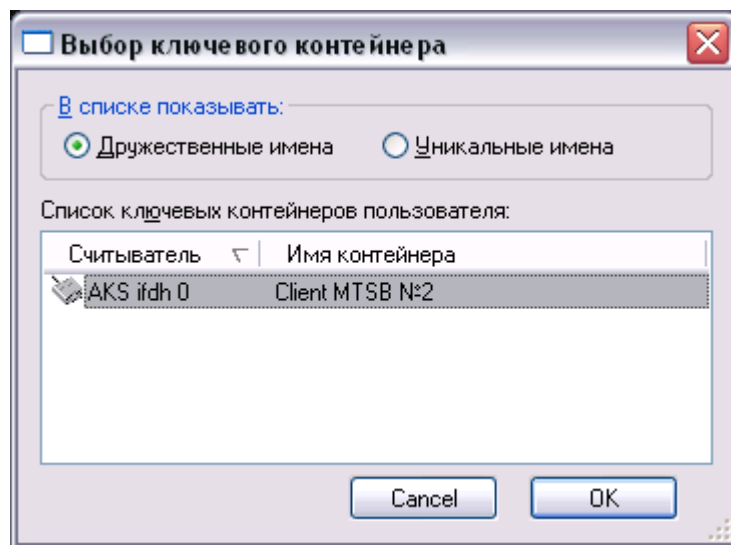 Выбор ключевого контейнера
В списке показывать:
Дружественные имена Уникальные имена
Список ключевых контейнеров пользователя:
Считыватель Имя контейнера
AKS ifdh 0 Client MTSB №2
Cancel OK